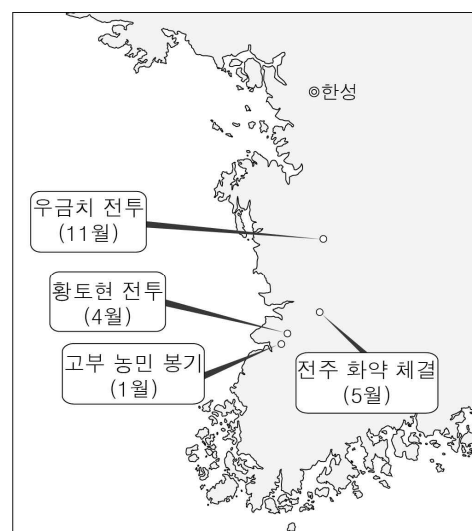 ◎한성
우금치 전투
(11월)
황토현 전투
(4월)
고부 농민 봉기
(1월)
전주 화약 체결
(5월)